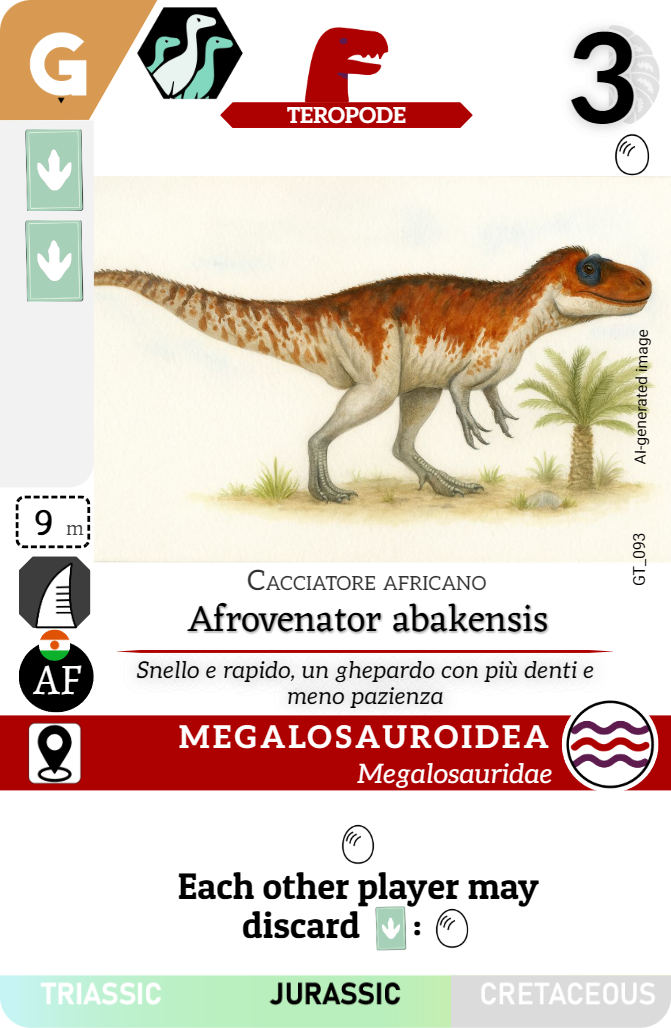 G
TEROPODE
3
9 m
AI-generated image
GT_093
AF
Cacciatore africano
Afrovenator abakensis
Snello e rapido, un ghepardo con più denti e
meno pazienza
MEGALOSAUROIDEA
Megalosauridae
Each other player may
discard :
TRIASSIC JURASSIC CRETACEOUS